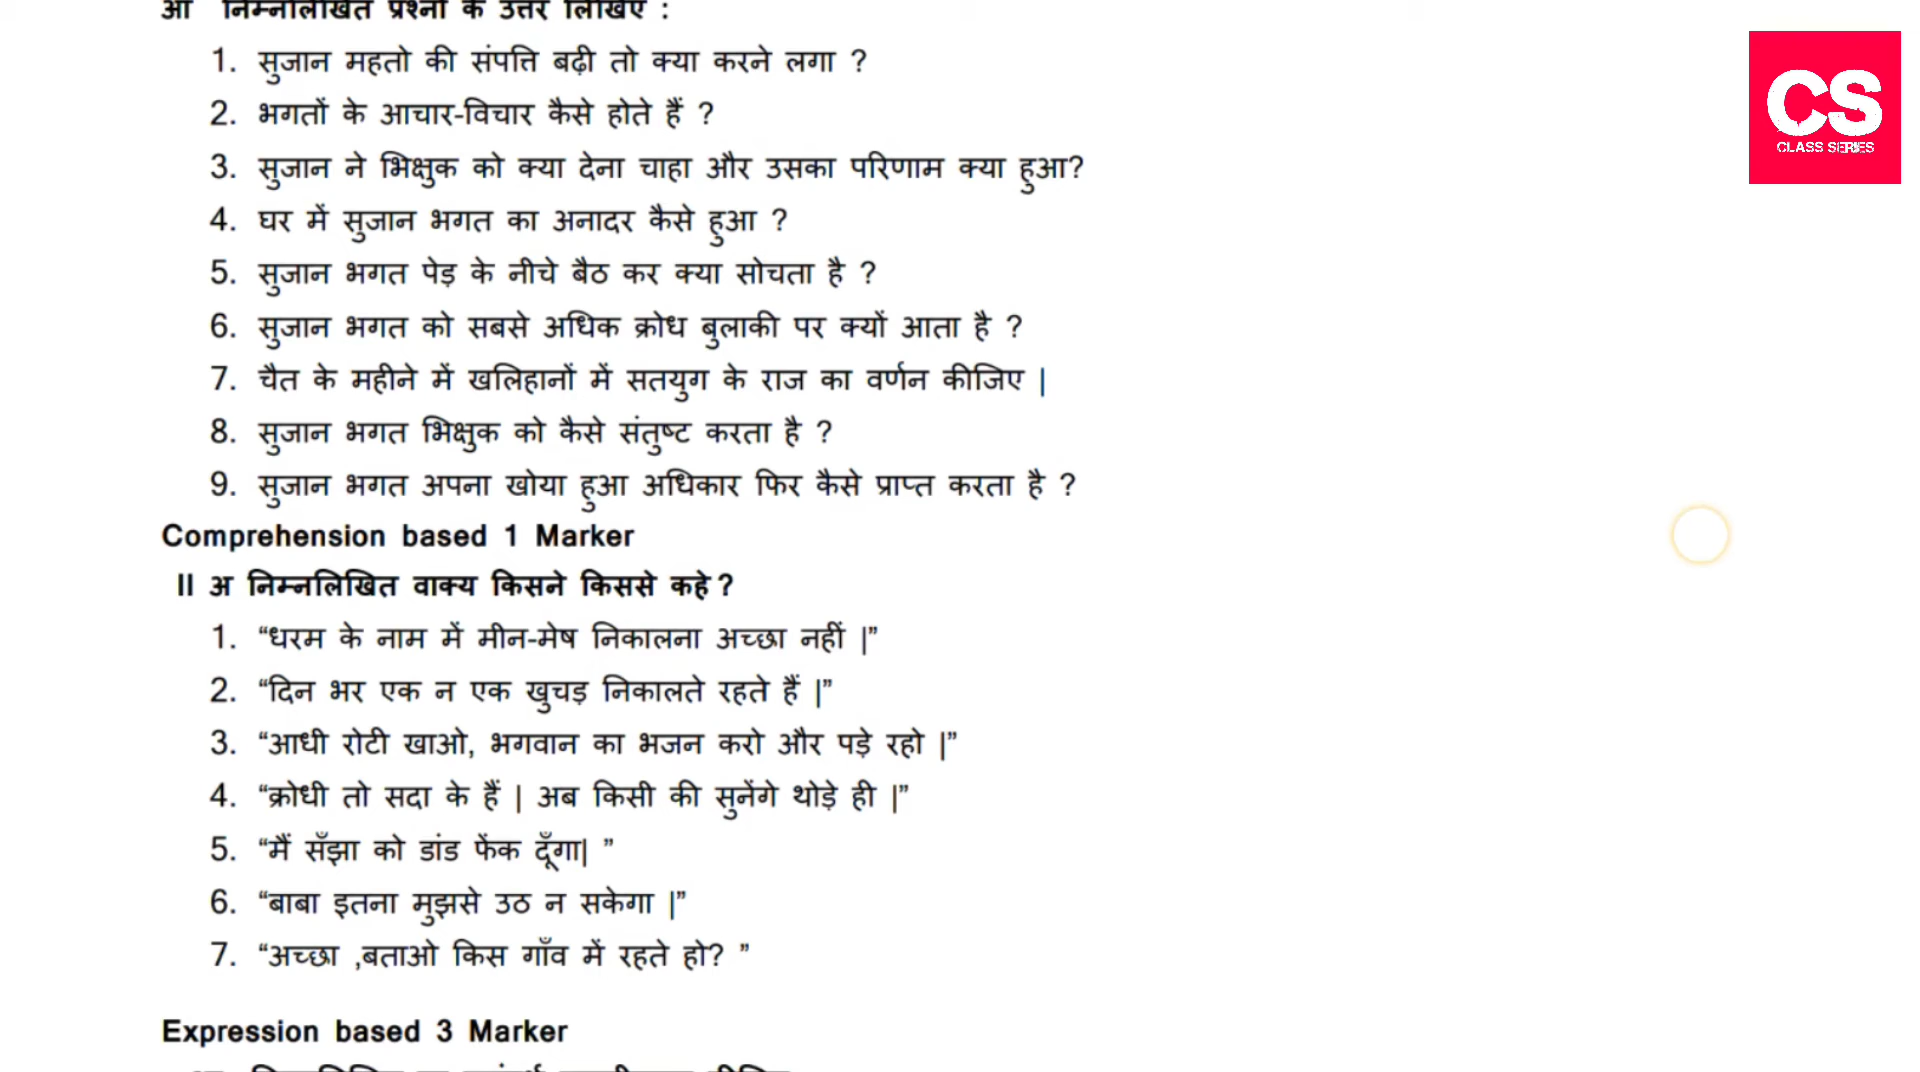 आ निम्नलिखित प्रश्नों के उत्तर लिखिए :
1. सुजान महतो की संपत्ति बढ़ी तो क्या करने लगा ?
2. भगतों के आचार-विचार कैसे होते हैं ?
3. सुजान ने भिक्षुक को क्या देना चाहा और उसका परिणाम क्या हुआ?
4. घर में सुजान भगत का अनादर कैसे हुआ ?
5. सुजान भगत पेड़ के नीचे बैठ कर क्या सोचता है ?
6. सुजान भगत को सबसे अधिक क्रोध बुलाकी पर क्यों आता है ?
7. चैत के महीने में खलिहानों में सतयुग के राज का वर्णन कीजिए |
8. सुजान भगत भिक्षुक को कैसे संतुष्ट करता है ?
9. सुजान भगत अपना खोया हुआ अधिकार फिर कैसे प्राप्त करता है ?
Comprehension based 1 Marker
II अ निम्नलिखित वाक्य किसने किससे कहे ?
1. “धरम के नाम में मीन-मेष निकालना अच्छा नहीं |”
2. “दिन भर एक न एक खुचड़ निकालते रहते हैं |”
3. “आधी रोटी खाओ, भगवान का भजन करो और पड़े रहो |”
4. “क्रोधी तो सदा के हैं | अब किसी की सुनेंगे थोड़े ही |”
5. “मैं सँझा को डांड फेंक दूँगा| ”
6. “बाबा इतना मुझसे उठ न सकेगा |”
7. “अच्छा ,बताओ किस गाँव में रहते हो? ”
Expression based 3 Marker
CS
CLASS SERIES